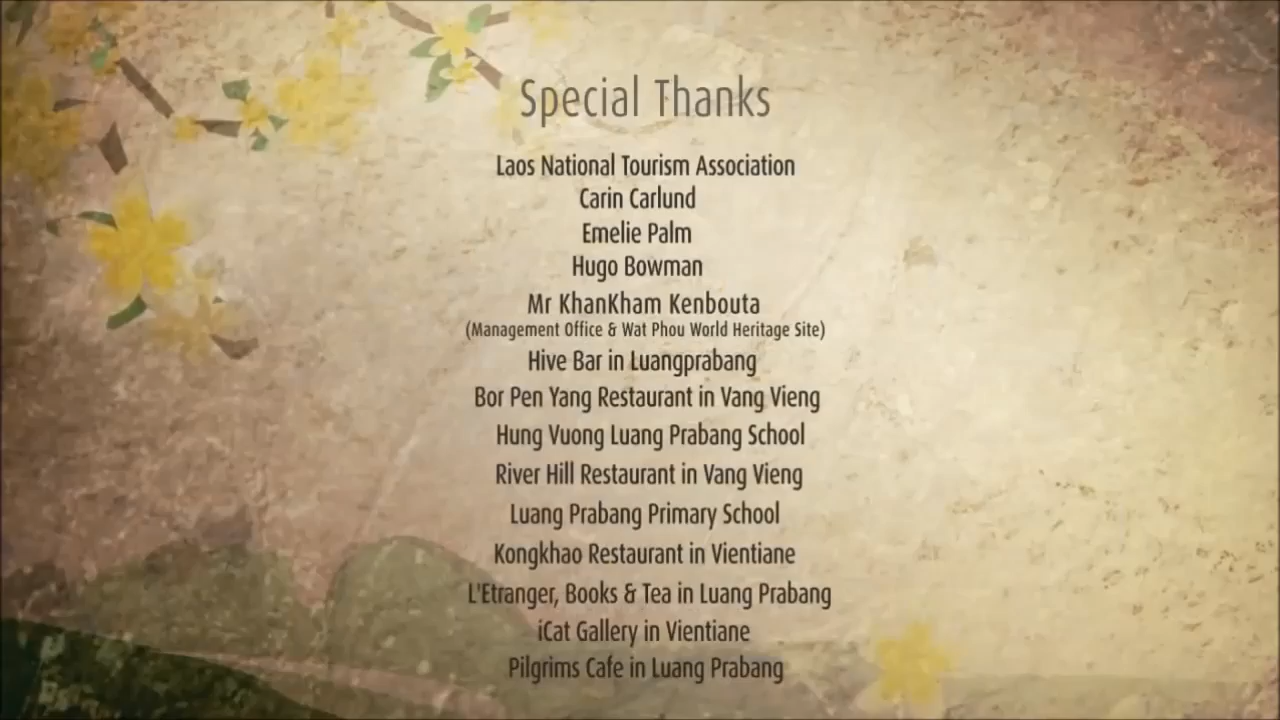 Special Thanks
Laos National Tourism Association
Carin Carlund
Emelie Palm
Hugo Bowman
Mr KhanKham Kenbouta
(Management Office & Wat Phou World Heritage Site)
Hive Bar in Luangprabang
Bor Pen Yang Restaurant in Vang Vieng
Hung Vuong Luang Prabang School
River Hill Restaurant in Vang Vieng
Luang Prabang Primary School
Kongkhao Restaurant in Vientiane
L'Etranger, Books & Tea in Luang Prabang
iCat Gallery in Vientiane
Pilgrims Cafe in Luang Prabang